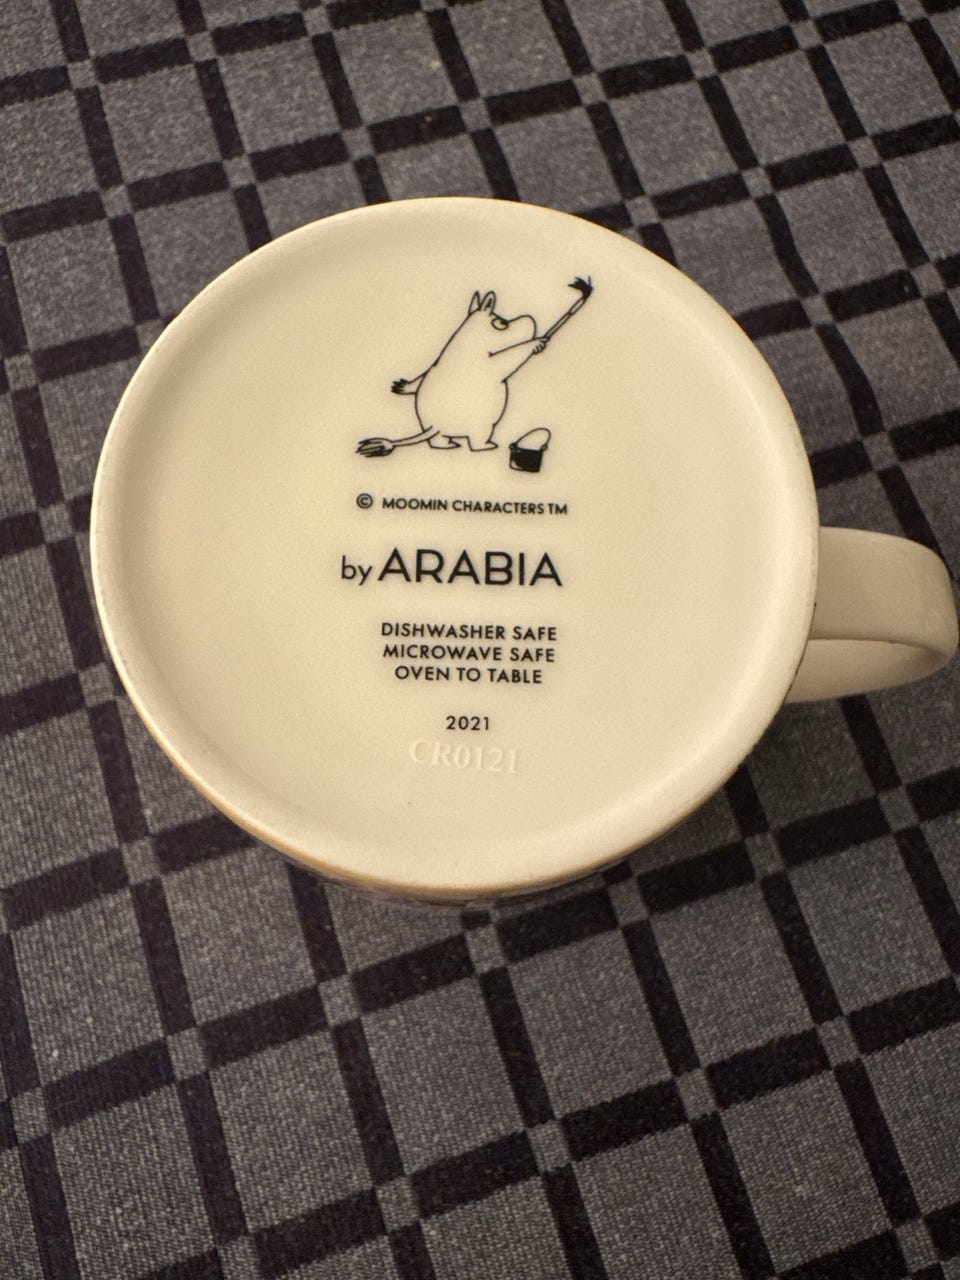 © MOOMIN CHARACTERS TM
by ARABIA
DISHWASHER SAFE
MICROWAVE SAFE
OVEN TO TABLE
2021
CR0121